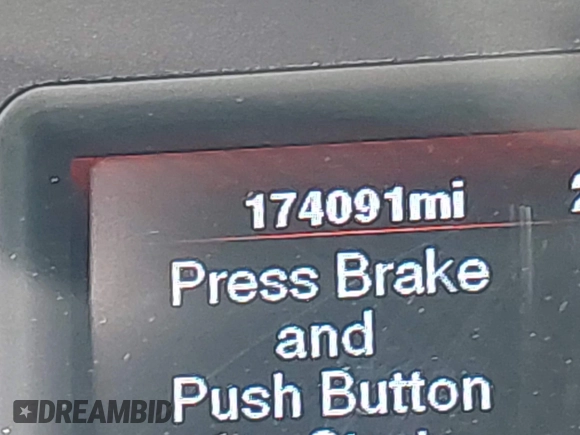 174091mi
Press Brake
and
Push Button
DREAMBID